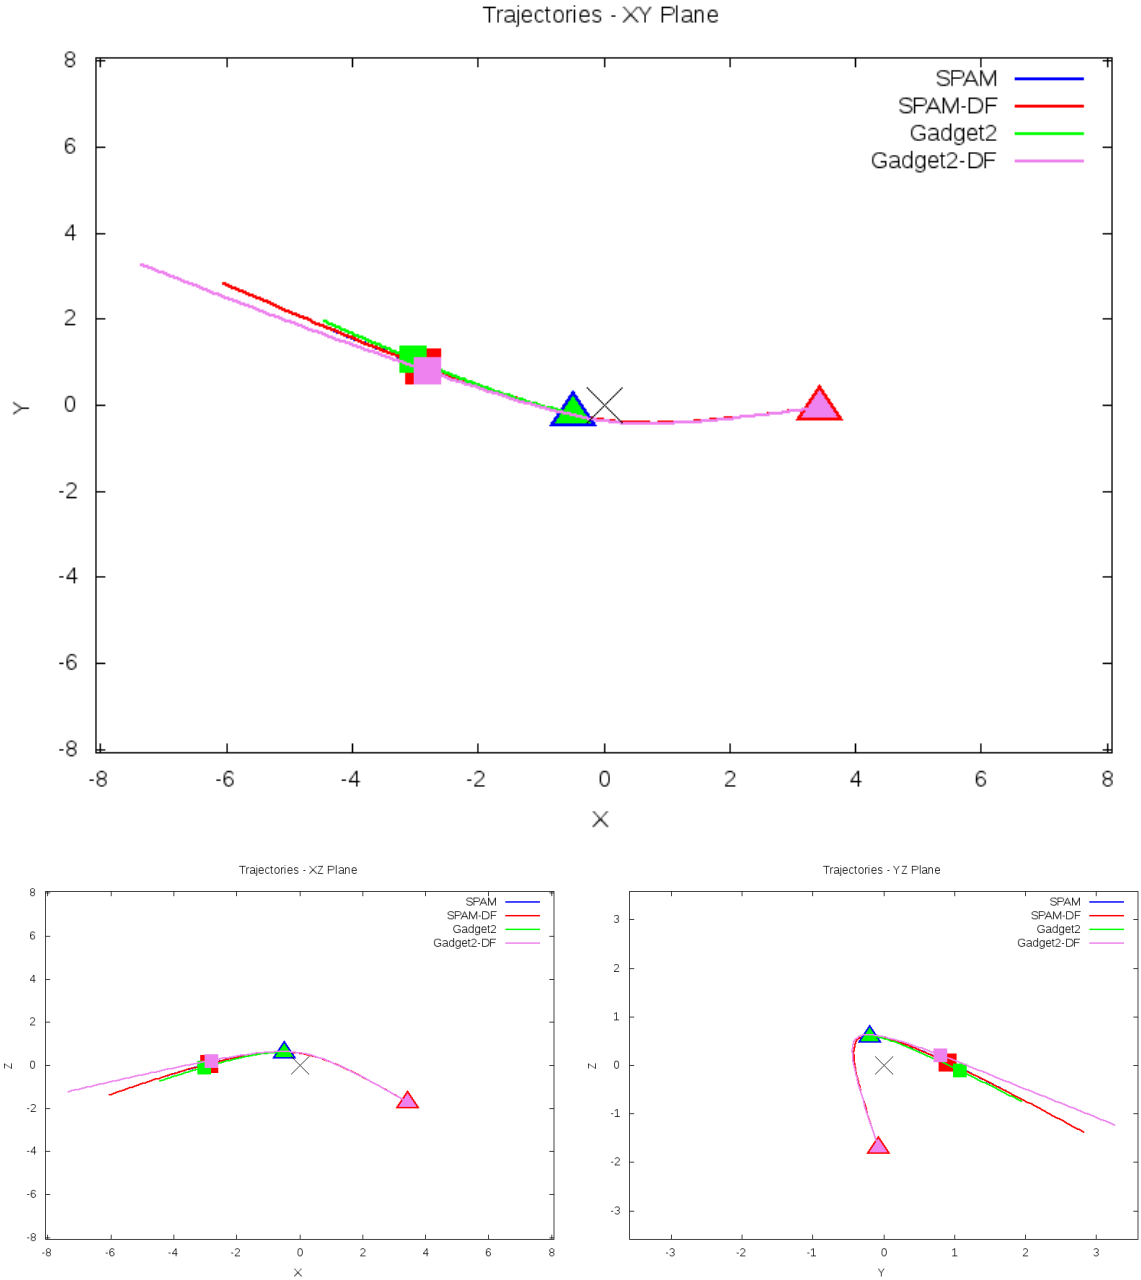 Trajectories - XY Plane
SPAM
SPAM-DF
Gadget2
Gadget2-DF
8
6
4
2
0
-2
-4
-6
-8
Y
-8 -6 -4 -2 0 2 4 6 8
X
Trajectories - XZ Plane
SPAM
SPAM-DF
Gadget2
Gadget2-DF
8
6
4
2
0
-2
-4
-6
-8
Z
-8 -6 -4 -2 0 2 4 6 8
X
Trajectories - YZ Plane
SPAM
SPAM-DF
Gadget2
Gadget2-DF
3
2
1
0
-1
-2
-3
Z
-3 -2 -1 0 1 2 3
Y